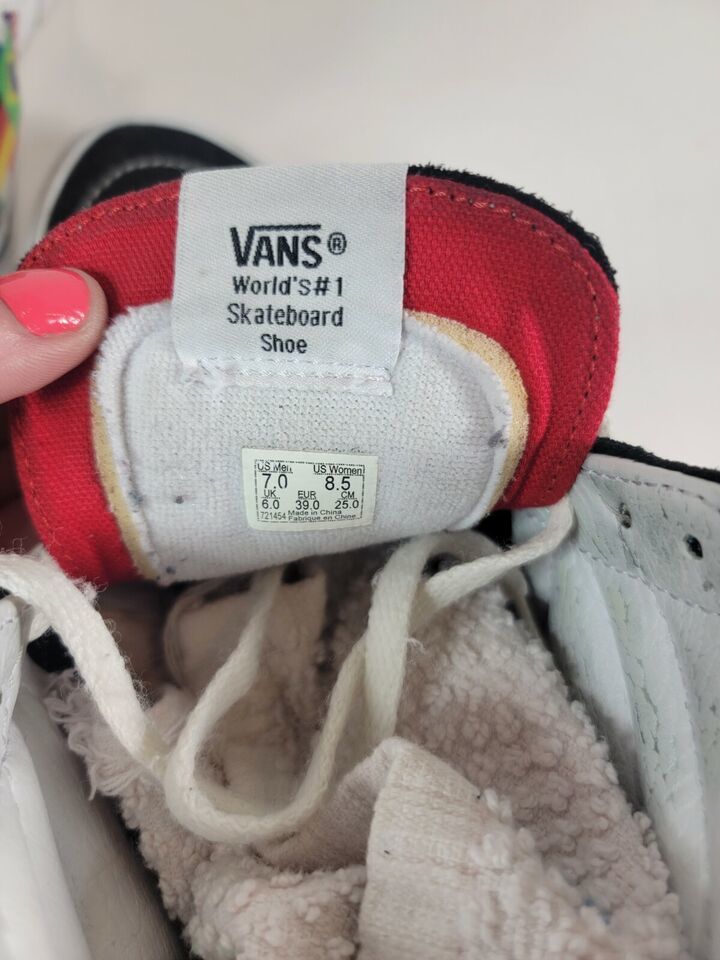 VANS®
World's#1
Skateboard
Shoe
US Men US Women
7.0 8.5
UK EUR CM
6.0 39.0 25.0
721454 Made in China
Fabriqué en Chine